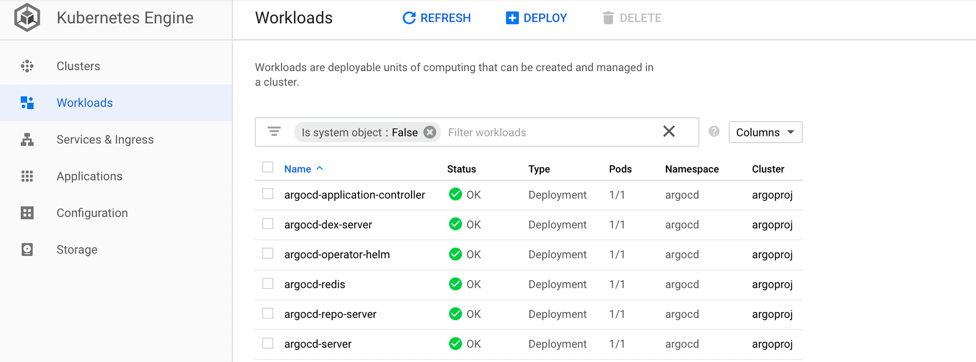 Kubernetes Engine
Workloads
REFRESH
DEPLOY
DELETE
Clusters
Workloads
Services & Ingress
Applications
Configuration
Storage
Workloads are deployable units of computing that can be created and managed in
a cluster.
Is system object : False
Filter workloads
Columns
Name Status Type Pods Namespace Cluster
argocd-application-controller OK Deployment 1/1 argocd argoproj
argocd-dex-server OK Deployment 1/1 argocd argoproj
argocd-operator-helm OK Deployment 1/1 argocd argoproj
argocd-redis OK Deployment 1/1 argocd argoproj
argocd-repo-server OK Deployment 1/1 argocd argoproj
argocd-server OK Deployment 1/1 argocd argoproj